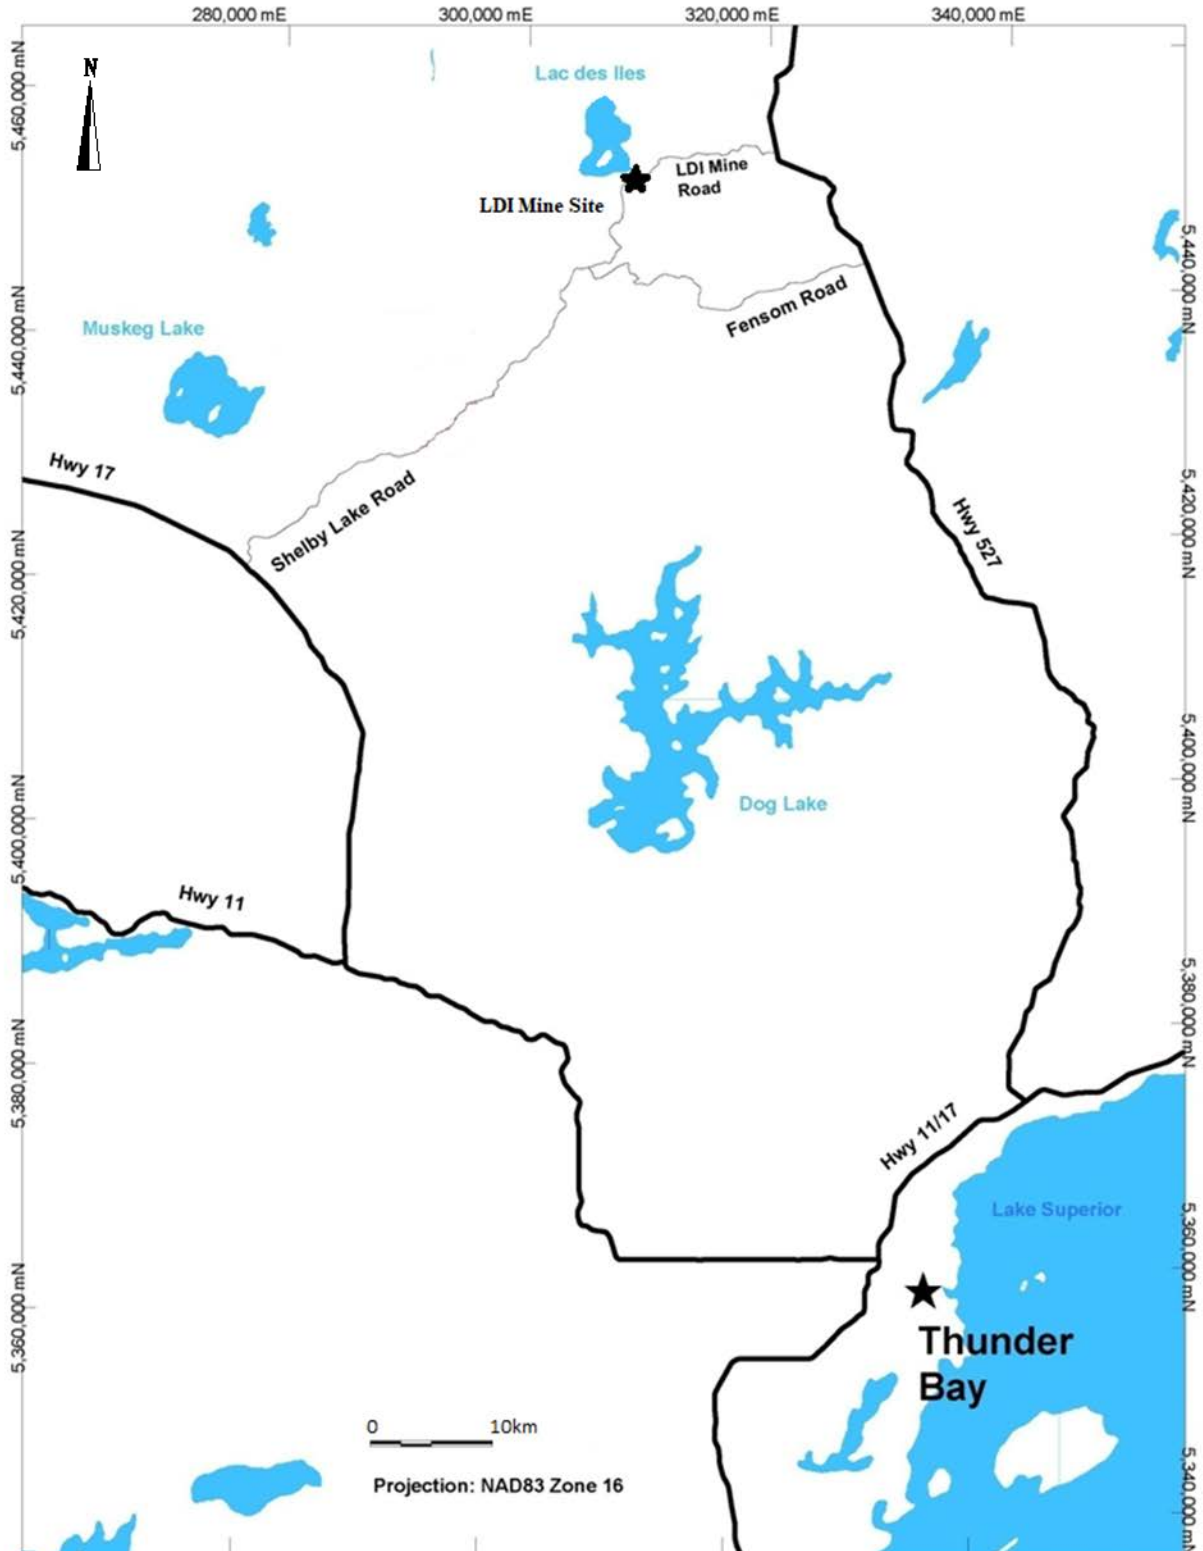 280,000 mE
300,000 mE
320,000 mE
340,000 mE
N
5,460,000 mN
Lac des Iles
LDI Mine
Road
LDI Mine Site
5,440,000 mN
Fensom Road
Muskeg Lake
5,440,000 mN
Hwy 17
Shelby Lake Road
5,420,000 mN
Hwy 527
5,420,000 mN
5,400,000 mN
Dog Lake
5,400,000 mN
Hwy 11
5,380,000 mN
5,380,000 mN
Hwy 11/17
Lake Superior
5,360,000 mN
5,360,000 mN
Thunder
Bay
0 10km
Projection: NAD83 Zone 16
5,340,000 mN